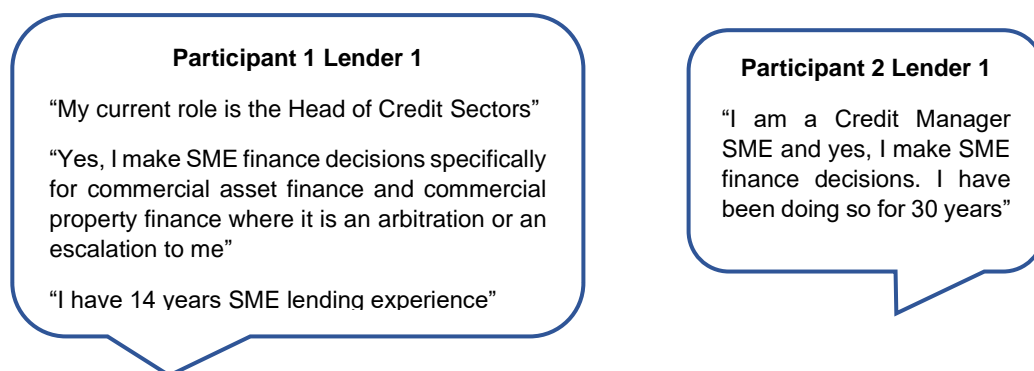 Participant 1 Lender 1
“My current role is the Head of Credit Sectors”
“Yes, I make SME finance decisions specifically
for commercial asset finance and commercial
property finance where it is an arbitration or an
escalation to me”
“I have 14 years SME lending experience”
Participant 2 Lender 1
“I am a Credit Manager
SME and yes, I make SME
finance decisions. I have
been doing so for 30 years”